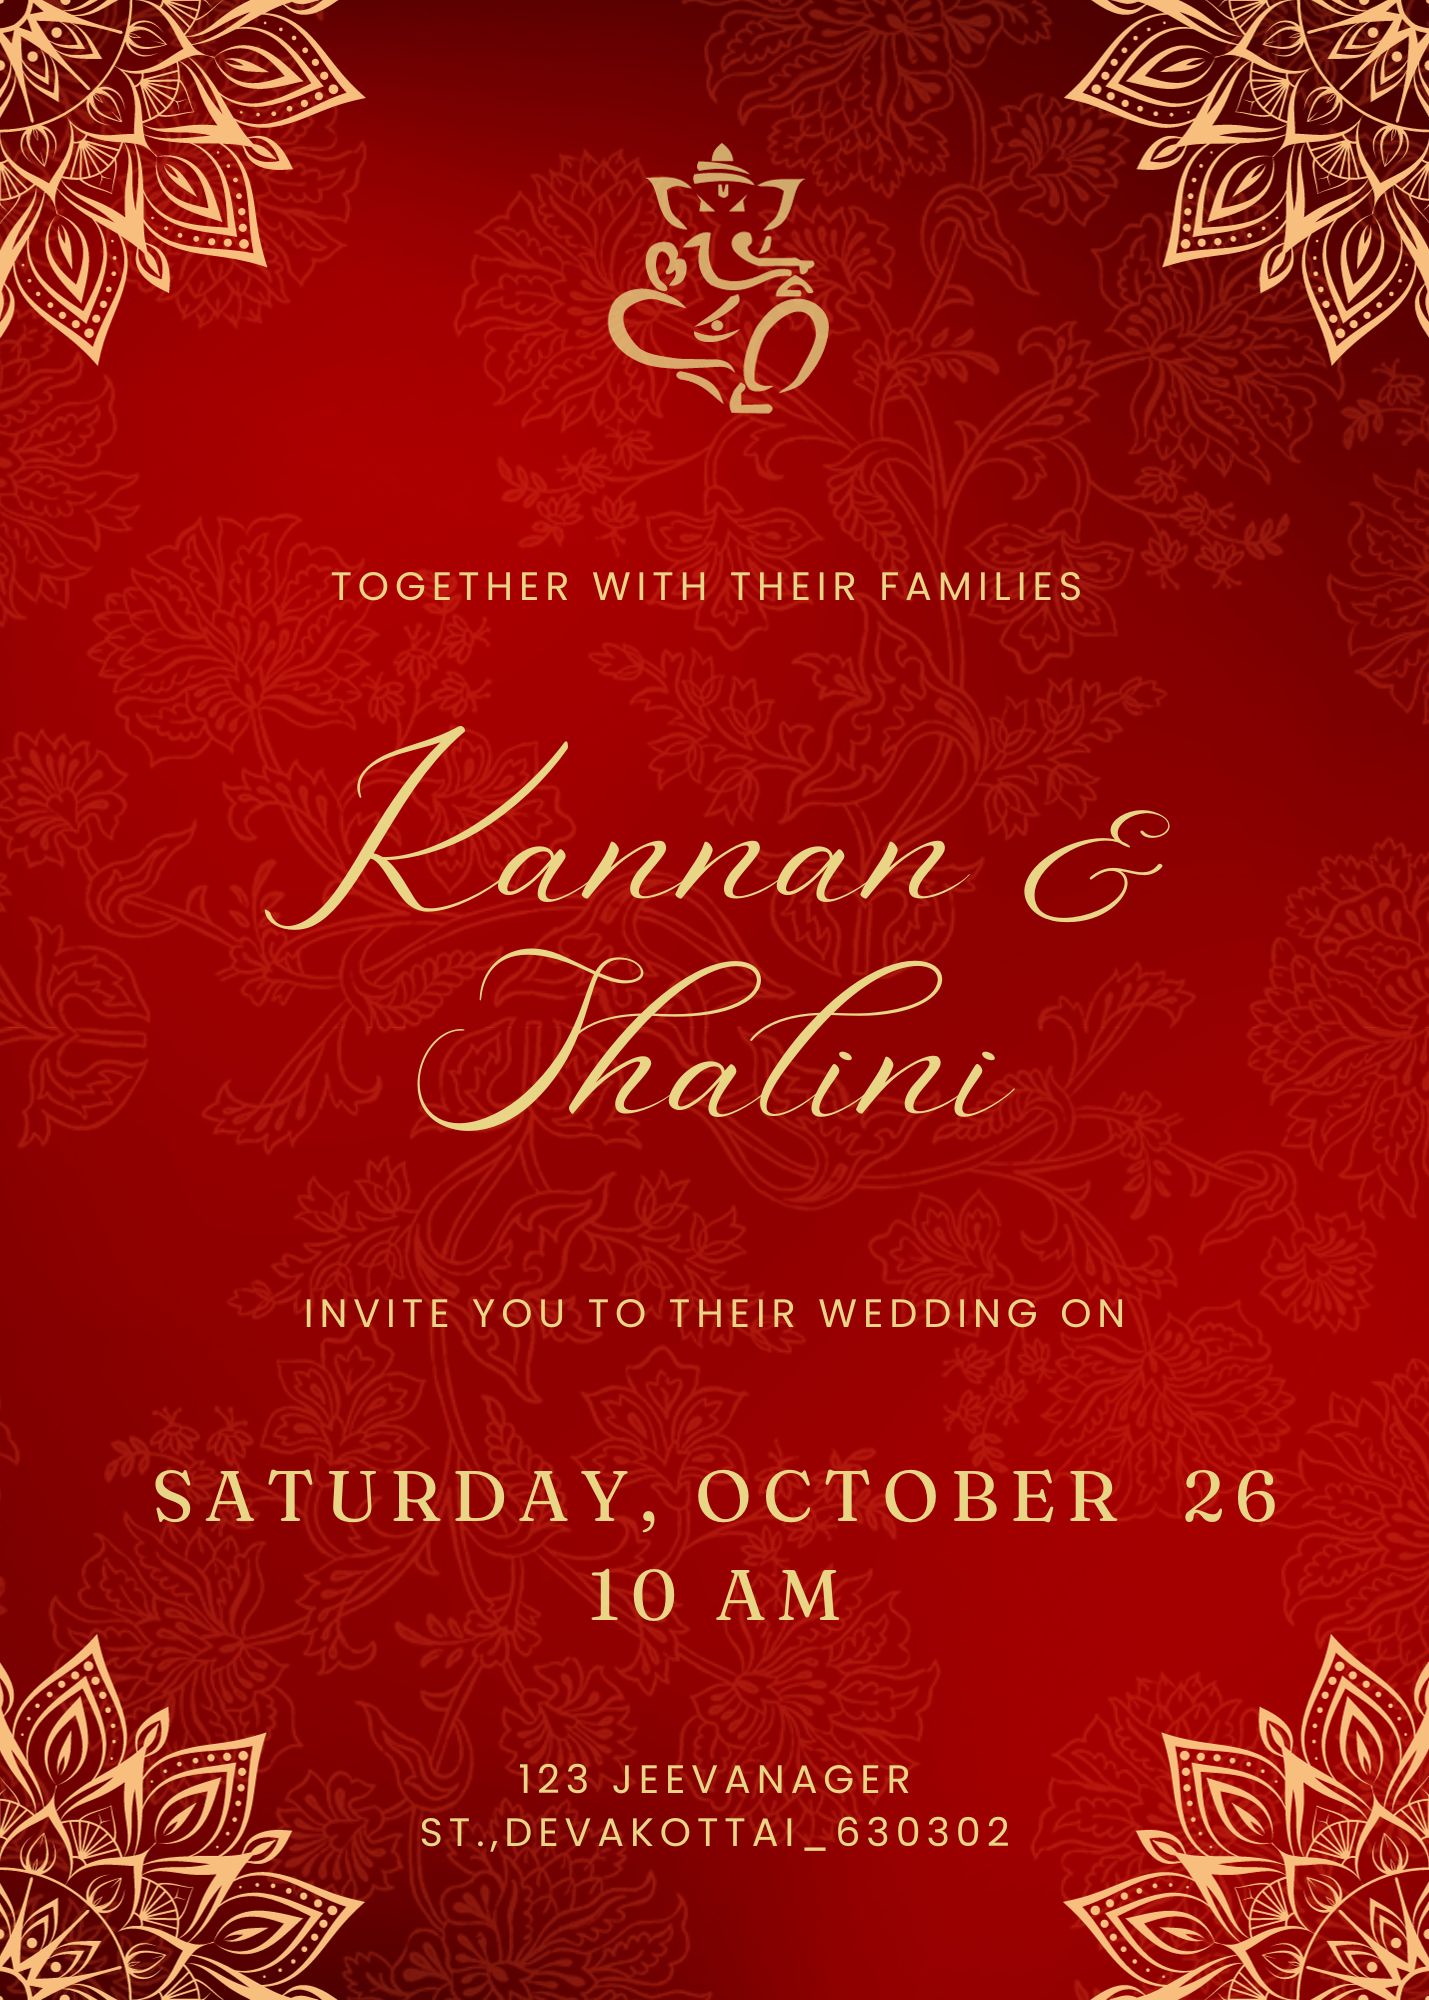 TOGETHER WITH THEIR FAMILIES
Kannan &
Shalini
INVITE YOU TO THEIR WEDDING ON
SATURDAY, OCTOBER 26
10 AM
123 JEEVANAGER
ST.,DEVAKOTTAI_630302